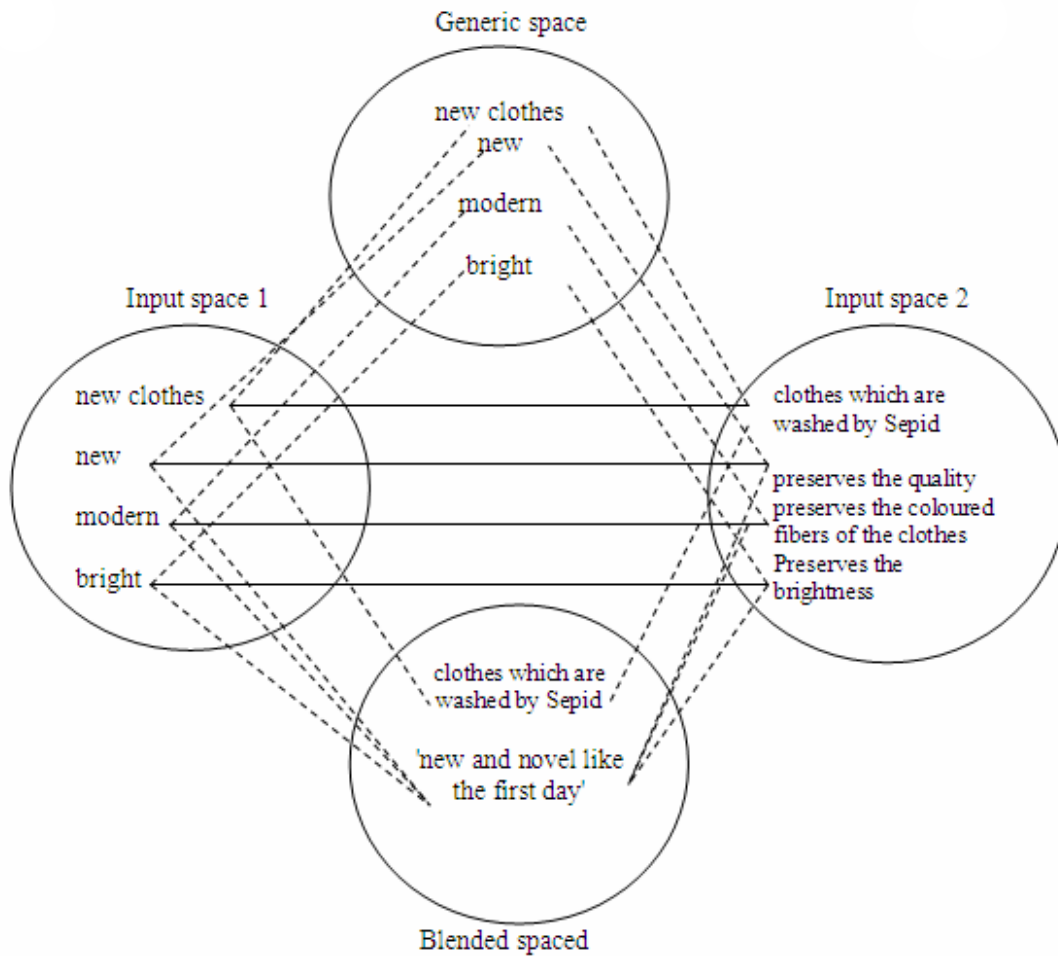 Generic space
new clothes
new
modern
bright
Input space 1
new clothes
new
modern
bright
Input space 2
clothes which are
washed by Sepid
preserves the quality
preserves the coloured
fibers of the clothes
Preserves the
brightness
clothes which are
washed by Sepid
'new and novel like
the first day'
Blended spaced